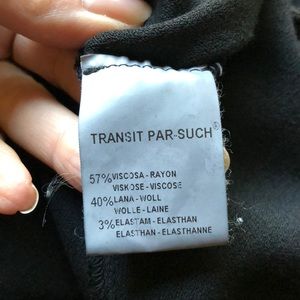 TRANSIT PAR-SUCH®
57% VISCOSA - RAYON
VISKOSE - VISCOSE
40% LANA - WOLL
WOLLE - LAINE
3% ELASTAM - ELASTHAN
ELASTHAN - ELASTHANNE